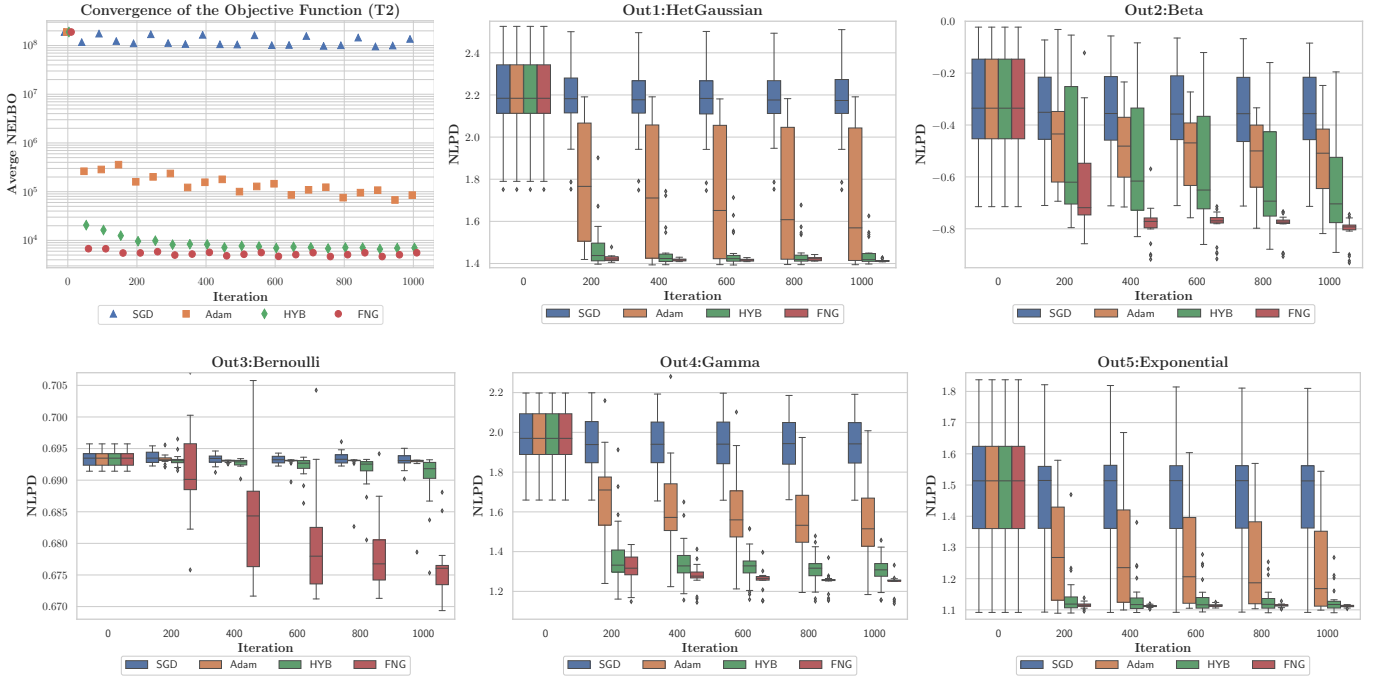 Convergence of the Objective Function (T2)
Averge NELBO
10^8
10^7
10^6
10^5
10^4
0 200 400 600 800 1000
Iteration
SGD Adam HYB FNG
Out1:HetGaussian
NLPD
2.4
2.2
2.0
1.8
1.6
1.4
0 200 400 600 800 1000
Iteration
SGD Adam HYB FNG
Out2:Beta
NLPD
0.0
−0.2
−0.4
−0.6
−0.8
0 200 400 600 800 1000
Iteration
SGD Adam HYB FNG
Out3:Bernoulli
NLPD
0.705
0.700
0.695
0.690
0.685
0.680
0.675
0.670
0 200 400 600 800 1000
Iteration
SGD Adam HYB FNG
Out4:Gamma
NLPD
2.2
2.0
1.8
1.6
1.4
1.2
0 200 400 600 800 1000
Iteration
SGD Adam HYB FNG
Out5:Exponential
NLPD
1.8
1.7
1.6
1.5
1.4
1.3
1.2
1.1
0 200 400 600 800 1000
Iteration
SGD Adam HYB FNG